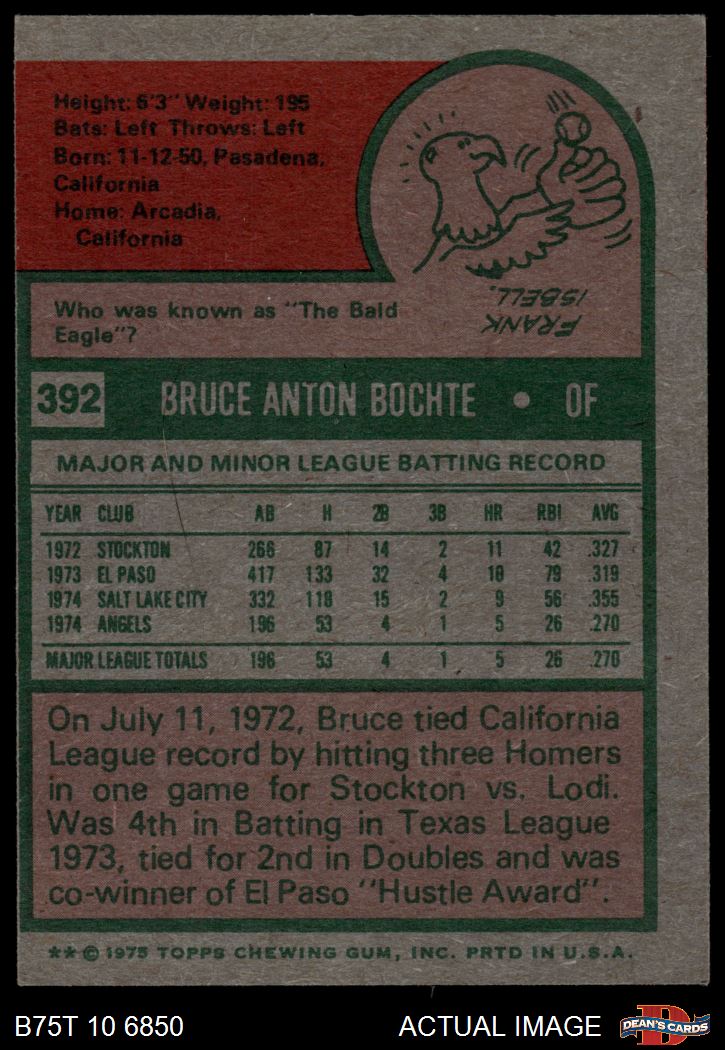 Height: 6'3" Weight: 195
Bats: Left Throws: Left
Born: 11-12-50, Pasadena,
California
Home: Arcadia,
California
Who was known as "The Bald
Eagle"?
FRANK
ISBELL.
392 BRUCE ANTON BOCHTE • OF
MAJOR AND MINOR LEAGUE BATTING RECORD
YEAR CLUB AB H 2B 3B HR RBI AVG
1972 STOCKTON 266 87 14 2 11 42 .327
1973 EL PASO 417 133 32 4 10 79 .319
1974 SALT LAKE CITY 332 118 15 2 9 56 .355
1974 ANGELS 196 53 4 1 5 26 .270
MAJOR LEAGUE TOTALS 196 53 4 1 5 26 .270
On July 11, 1972, Bruce tied California
League record by hitting three Homers
in one game for Stockton vs. Lodi.
Was 4th in Batting in Texas League
1973, tied for 2nd in Doubles and was
co-winner of El Paso "Hustle Award".
** © 1975 TOPPS CHEWING GUM, INC. PRTD IN U.S.A.
B75T 10 6850 ACTUAL IMAGE
D
DEAN'S CARDS